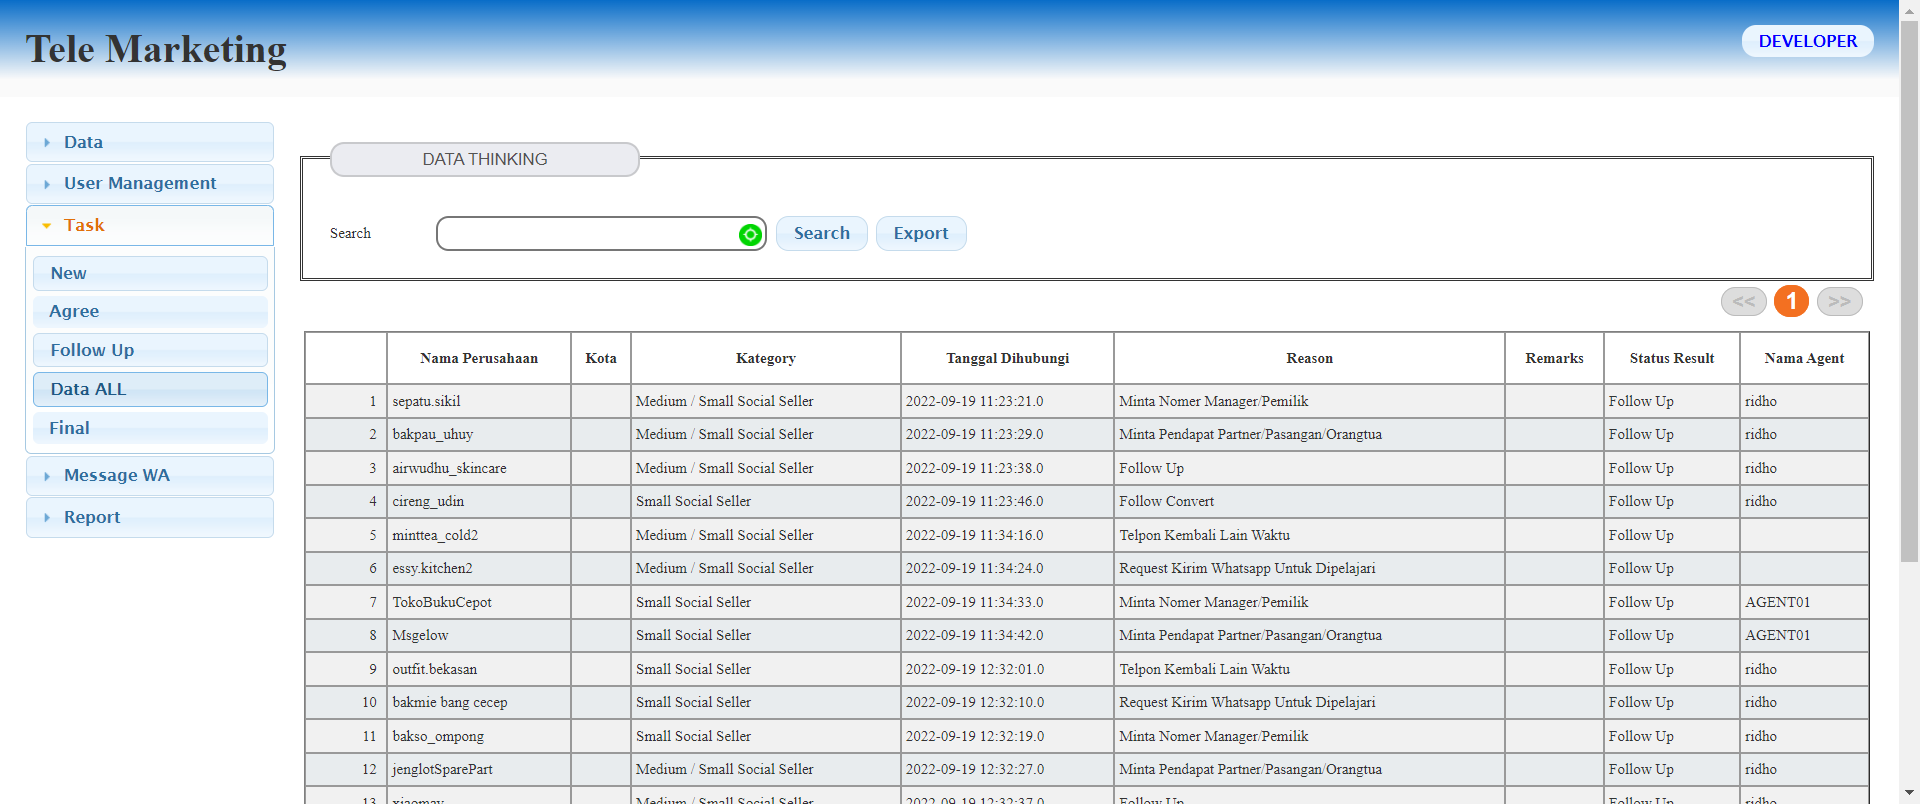 Tele Marketing
DEVELOPER
Data
User Management
Task
New
Agree
Follow Up
Data ALL
Final
Message WA
Report
DATA THINKING
Search Search Export
<< 1 >>
Nama Perusahaan Kota Kategory Tanggal Dihubungi Reason Remarks Status Result Nama Agent
1 sepatu.sikil Medium / Small Social Seller 2022-09-19 11:23:21.0 Minta Nomer Manager/Pemilik Follow Up ridho
2 bakpau_uhuy Medium / Small Social Seller 2022-09-19 11:23:29.0 Minta Pendapat Partner/Pasangan/Orangtua Follow Up ridho
3 airwudhu_skincare Medium / Small Social Seller 2022-09-19 11:23:38.0 Follow Up Follow Up ridho
4 cireng_udin Small Social Seller 2022-09-19 11:23:46.0 Follow Convert Follow Up ridho
5 minttea_cold2 Medium / Small Social Seller 2022-09-19 11:34:16.0 Telpon Kembali Lain Waktu Follow Up
6 essy.kitchen2 Medium / Small Social Seller 2022-09-19 11:34:24.0 Request Kirim Whatsapp Untuk Dipelajari Follow Up
7 TokoBukuCepot Small Social Seller 2022-09-19 11:34:33.0 Minta Nomer Manager/Pemilik Follow Up AGENT01
8 Msgelow Small Social Seller 2022-09-19 11:34:42.0 Minta Pendapat Partner/Pasangan/Orangtua Follow Up AGENT01
9 outfit.bekasan Small Social Seller 2022-09-19 12:32:01.0 Telpon Kembali Lain Waktu Follow Up ridho
10 bakmie bang cecep Small Social Seller 2022-09-19 12:32:10.0 Request Kirim Whatsapp Untuk Dipelajari Follow Up ridho
11 bakso_ompong Small Social Seller 2022-09-19 12:32:19.0 Minta Nomer Manager/Pemilik Follow Up ridho
12 jenglotSparePart Medium / Small Social Seller 2022-09-19 12:32:27.0 Minta Pendapat Partner/Pasangan/Orangtua Follow Up ridho
13 Medium / Small Social Seller 2022-09-19 12:32:37.0 Follow Up Follow Up ridho